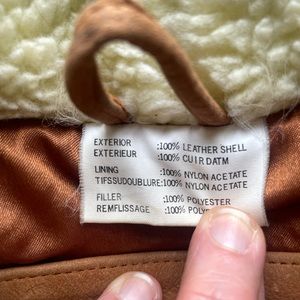 EXTERIOR :100% LEATHER SHELL
EXTERIEUR :100% CUIR DATM
LINING :100% NYLON ACETATE
TIFSSUDOUBLURE:100% NYLON ACETATE
FILLER :100% POLYESTER
REMFLISSAGE :100%